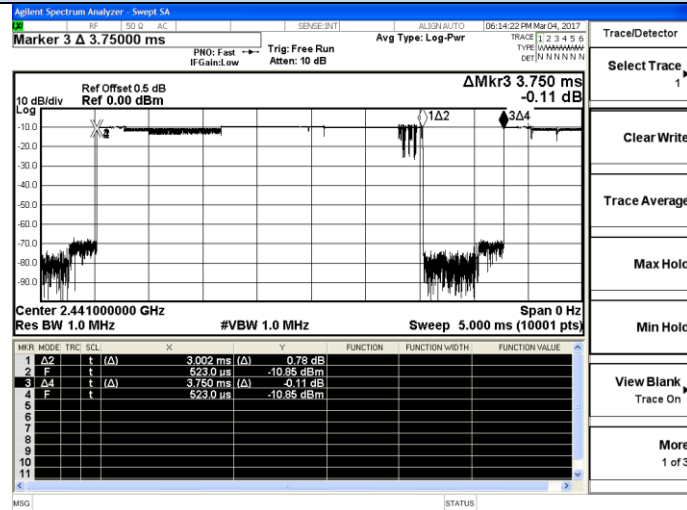 Agilent Spectrum Analyzer - Swept SA
LXI RF 50 Ω AC SENSE:INT ALIGN AUTO 06:14:22 PM Mar 04, 2017
Marker 3 Δ 3.75000 ms
PNO: Fast
IFGain:Low
Trig: Free Run
Atten: 10 dB
Avg Type: Log-Pwr
TRACE 1 2 3 4 5 6
TYPE WWWWWW
DET N N N N N N
Ref Offset 0.5 dB
10 dB/div Ref 0.00 dBm
Log
ΔMkr3 3.750 ms
-0.11 dB
-10.0
-20.0
-30.0
-40.0
-50.0
-60.0
-70.0
-80.0
-90.0
1Δ2
3Δ4
Center 2.441000000 GHz Span 0 Hz
Res BW 1.0 MHz #VBW 1.0 MHz Sweep 5.000 ms (10001 pts)
MKR MODE TRC SCL X Y FUNCTION FUNCTION WIDTH FUNCTION VALUE
1 Δ2 t (Δ) 3.002 ms (Δ) 0.78 dB
2 F t 523.0 µs -10.85 dBm
3 Δ4 t (Δ) 3.750 ms (Δ) -0.11 dB
4 F t 523.0 µs -10.85 dBm
5
6
7
8
9
10
11
MSG STATUS
Trace/Detector
Select Trace
1
Clear Write
Trace Average
Max Hold
Min Hold
View Blank
Trace On
More
1 of 3